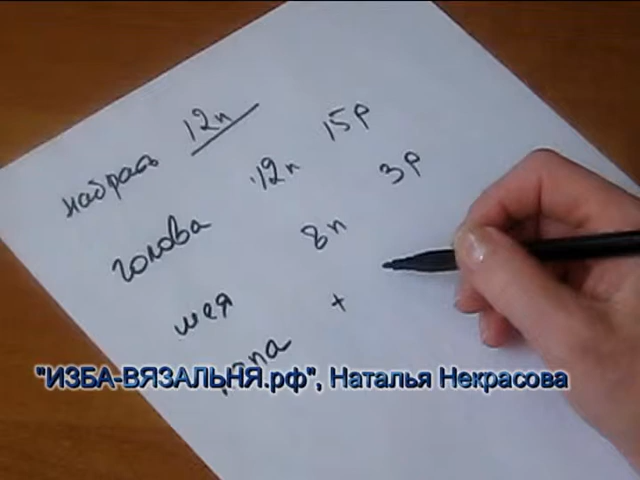 набрать 12п
голова 12п 15р
шея 8п 3р
+
"ИЗБА-ВЯЗАЛЬНЯ.рф", Наталья Некрасова